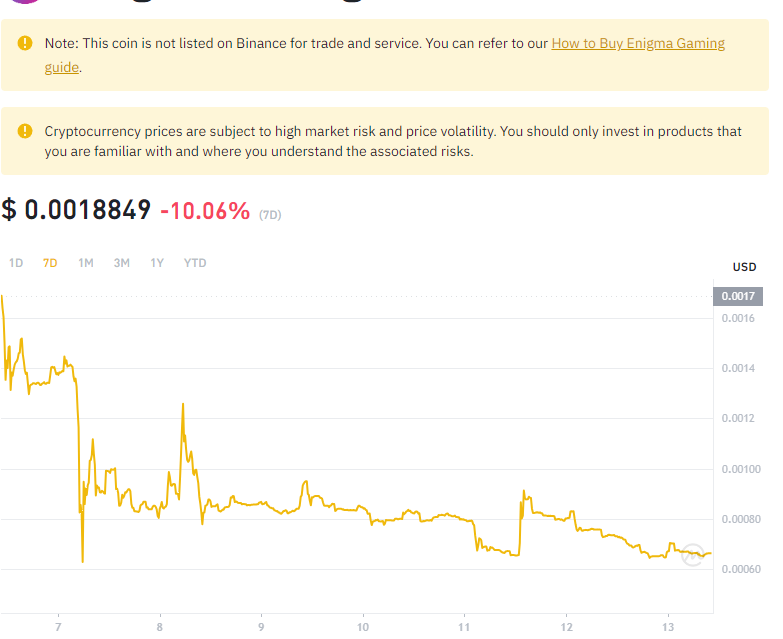 Note: This coin is not listed on Binance for trade and service. You can refer to our How to Buy Enigma Gaming
guide.
Cryptocurrency prices are subject to high market risk and price volatility. You should only invest in products that
you are familiar with and where you understand the associated risks.
$ 0.0018849 -10.06% (7D)
1D 7D 1M 3M 1Y YTD
USD
0.0017
0.0016
0.0014
0.0012
0.00100
0.00080
0.00060
7 8 9 10 11 12 13